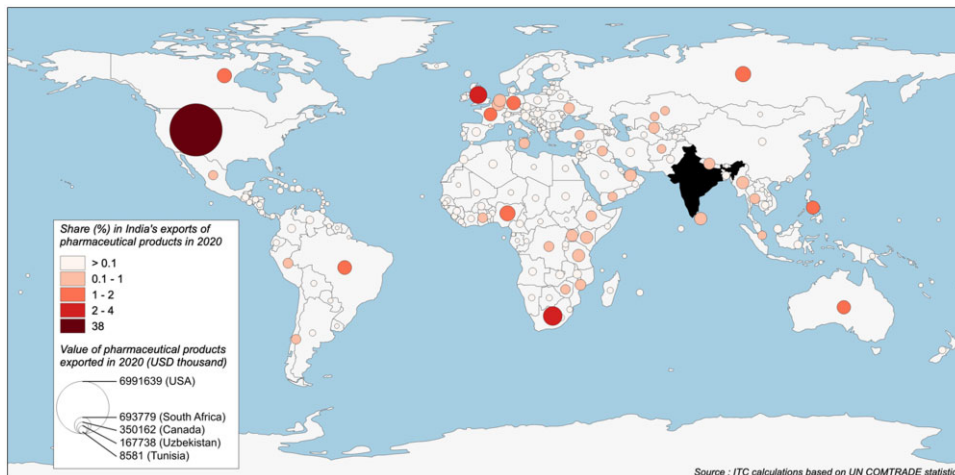 Share (%) in India's exports of
pharmaceutical products in 2020
> 0.1
0.1 - 1
1 - 2
2 - 4
38
Value of pharmaceutical products
exported in 2020 (USD thousand)
6991639 (USA)
693779 (South Africa)
350162 (Canada)
167738 (Uzbekistan)
8581 (Tunisia)
Source : ITC calculations based on UN COMTRADE statistic